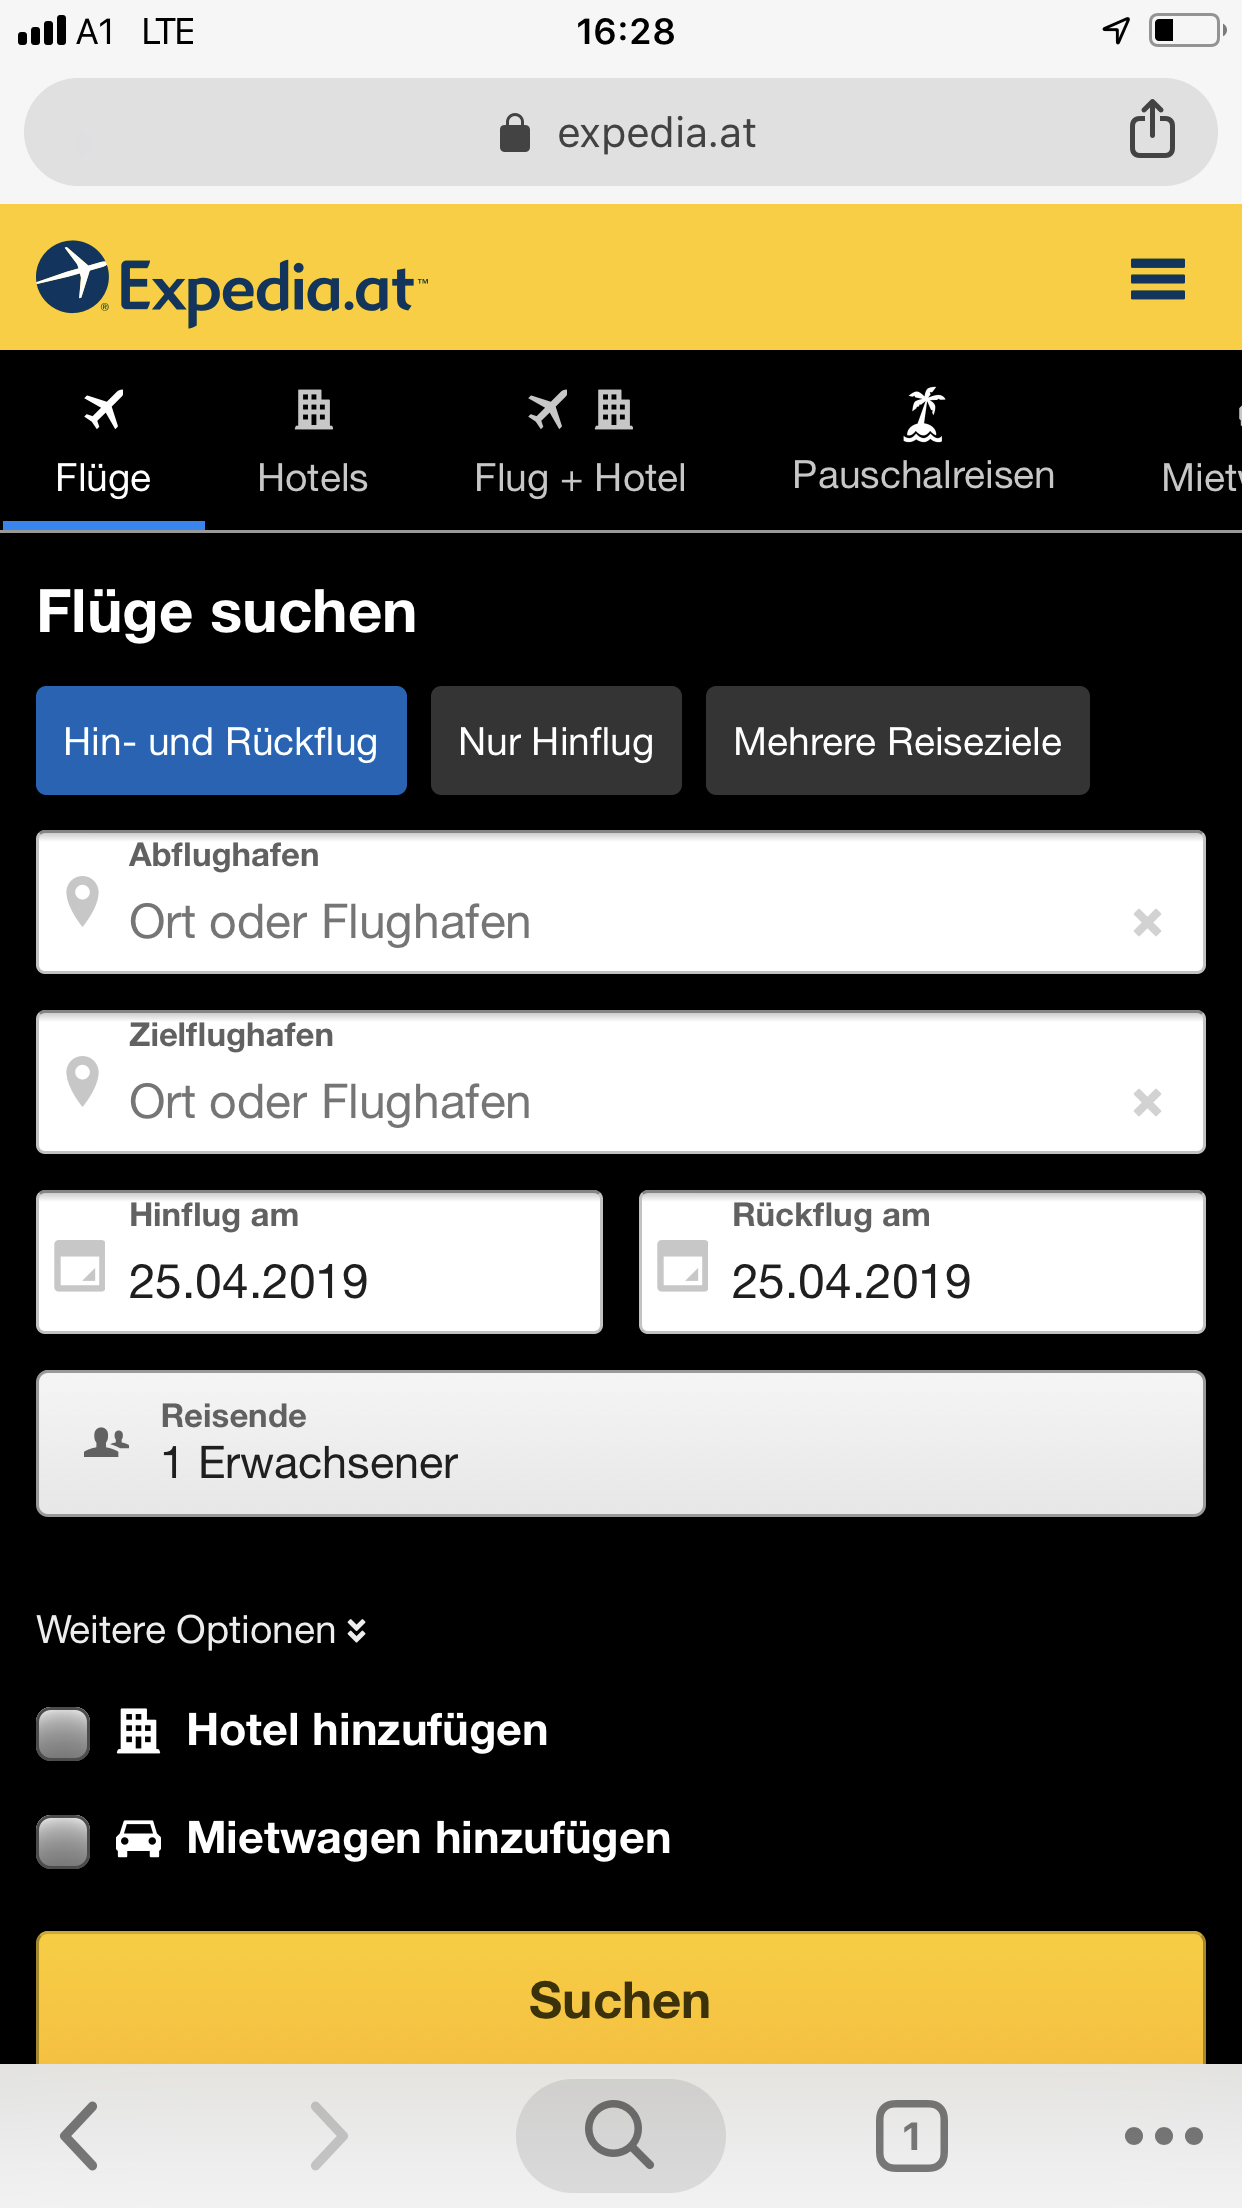 A1 LTE 16:28
expedia.at
Expedia.at™
Flüge Hotels Flug + Hotel Pauschalreisen Miet
Flüge suchen
Hin- und Rückflug Nur Hinflug Mehrere Reiseziele
Abflughafen
Ort oder Flughafen
Zielflughafen
Ort oder Flughafen
Hinflug am Rückflug am
25.04.2019 25.04.2019
Reisende
1 Erwachsener
Weitere Optionen
Hotel hinzufügen
Mietwagen hinzufügen
Suchen
1